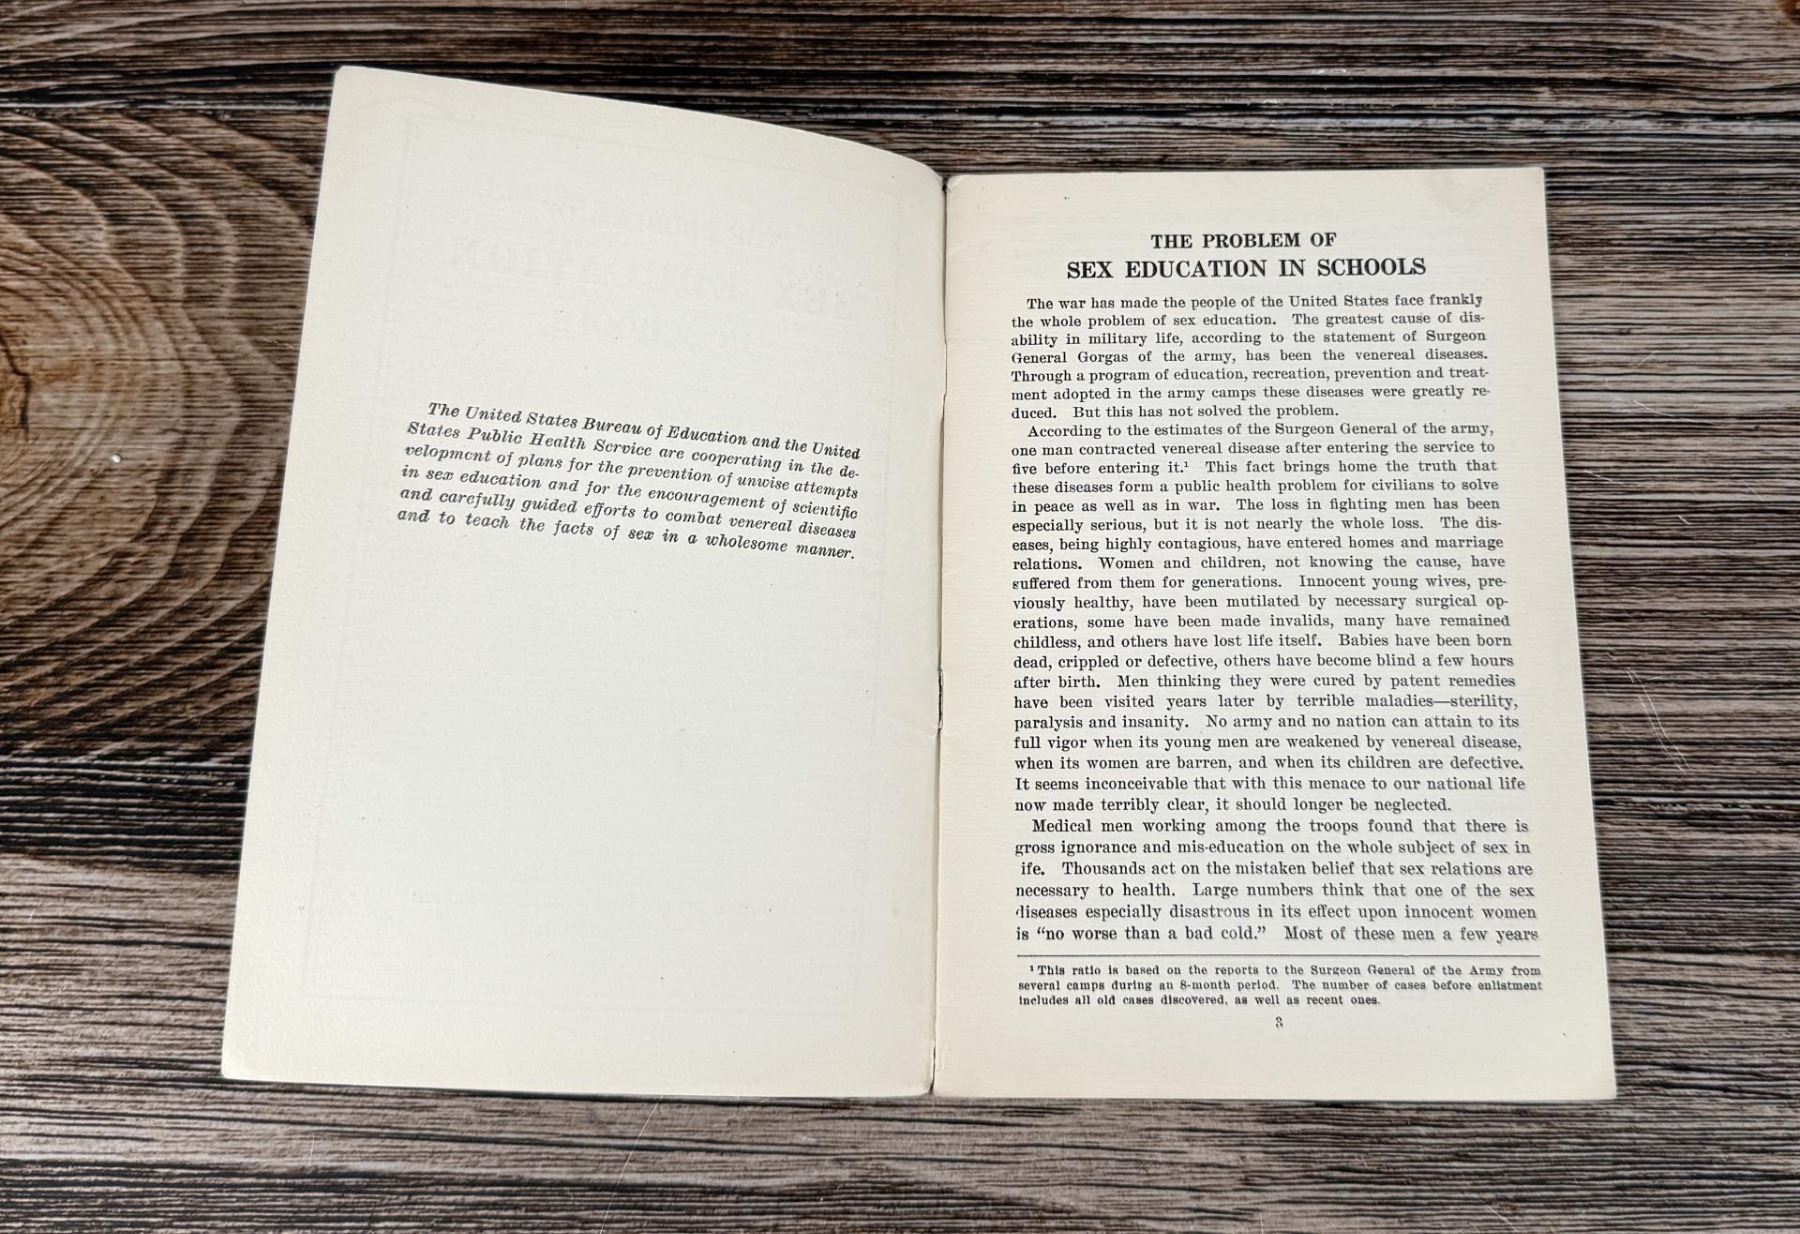 The United States Bureau of Education and the United
States Public Health Service are cooperating in the de-
velopment of plans for the prevention of unwise attempts
in sex education and for the encouragement of scientific
and carefully guided efforts to combat venereal diseases
and to teach the facts of sex in a wholesome manner.
THE PROBLEM OF
SEX EDUCATION IN SCHOOLS
The war has made the people of the United States face frankly
the whole problem of sex education. The greatest cause of dis-
ability in military life, according to the statement of Surgeon
General Gorgas of the army, has been the venereal diseases.
Through a program of education, recreation, prevention and treat-
ment adopted in the army camps these diseases were greatly re-
duced. But this has not solved the problem.
According to the estimates of the Surgeon General of the army,
one man contracted venereal disease after entering the service to
five before entering it.¹ This fact brings home the truth that
these diseases form a public health problem for civilians to solve
in peace as well as in war. The loss in fighting men has been
especially serious, but it is not nearly the whole loss. The dis-
eases, being highly contagious, have entered homes and marriage
relations. Women and children, not knowing the cause, have
suffered from them for generations. Innocent young wives, pre-
viously healthy, have been mutilated by necessary surgical op-
erations, some have been made invalids, many have remained
childless, and others have lost life itself. Babies have been born
dead, crippled or defective, others have become blind a few hours
after birth. Men thinking they were cured by patent remedies
have been visited years later by terrible maladies—sterility,
paralysis and insanity. No army and no nation can attain to its
full vigor when its young men are weakened by venereal disease,
when its women are barren, and when its children are defective.
It seems inconceivable that with this menace to our national life
now made terribly clear, it should longer be neglected.
Medical men working among the troops found that there is
gross ignorance and mis-education on the whole subject of sex in
ife. Thousands act on the mistaken belief that sex relations are
necessary to health. Large numbers think that one of the sex
diseases especially disastrous in its effect upon innocent women
is "no worse than a bad cold." Most of these men a few years
¹ This ratio is based on the reports to the Surgeon General of the Army from
several camps during an 8-month period. The number of cases before enlistment
includes all old cases discovered, as well as recent ones.
3